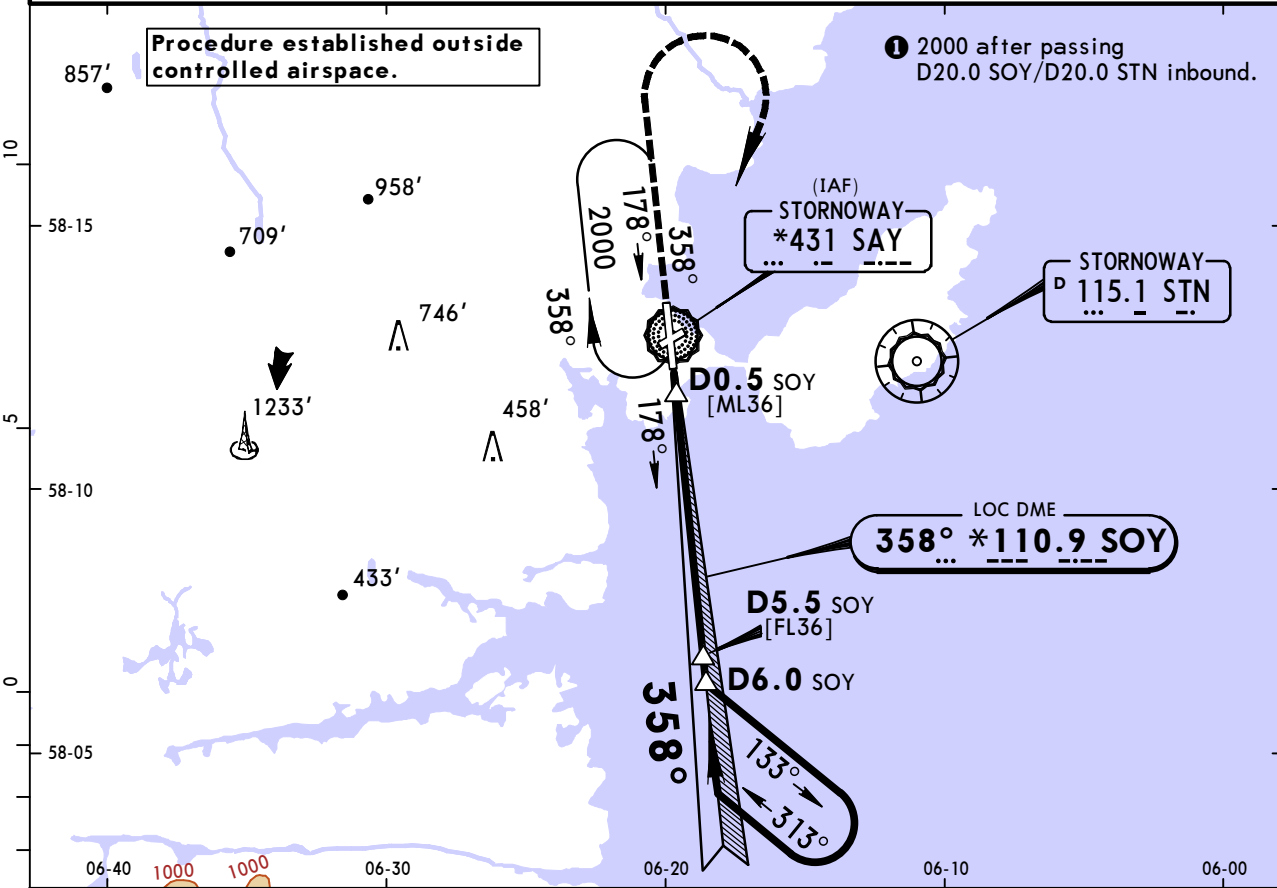 Procedure established outside
controlled airspace.
❶ 2000 after passing
D20.0 SOY/D20.0 STN inbound.
857'
10
958'
58-15
709'
178°
358°
2000
358°
(IAF)
STORNOWAY
*431 SAY
... .- -.--
STORNOWAY
D 115.1 STN
... - -.
746'
1233'
5
458'
D0.5 SOY
[ML36]
178°
58-10
LOC DME
358° *110.9 SOY
... --- -.--
433'
D5.5 SOY
[FL36]
D6.0 SOY
0
358°
58-05
133°
313°
1000
1000
06-40
06-30
06-20
06-10
06-00